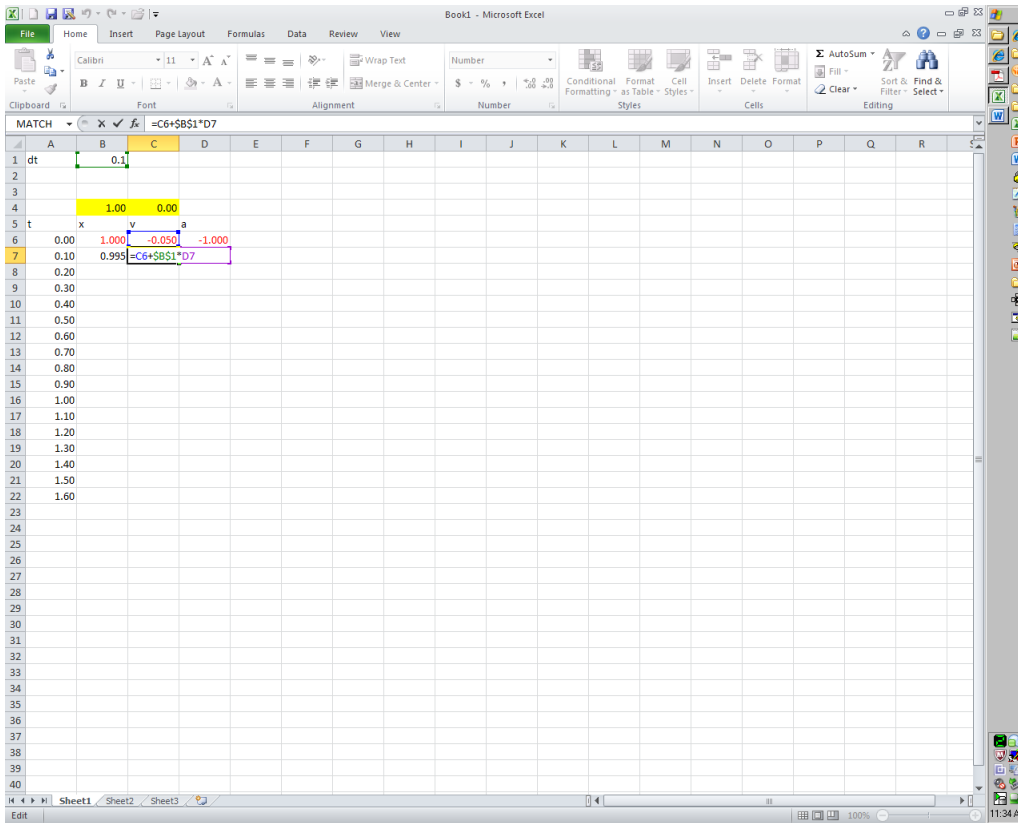 Book1 - Microsoft Excel
File Home Insert Page Layout Formulas Data Review View
Calibri 11 A A Wrap Text Number Σ AutoSum
Fill
Paste B I U A Merge & Center $ % , .0 .00 .00 .0 Conditional Format Cell Insert Delete Format Clear Sort & Find &
Formatting as Table Styles Filter Select
Clipboard Font Alignment Number Styles Cells Editing
MATCH fx =C6+$B$1*D7
A B C D E F G H I J K L M N O P Q R S
1 dt 0.1
2
3
4 1.00 0.00
5 t x v a
6 0.00 1.000 -0.050 -1.000
7 0.10 0.995 =C6+$B$1*D7
8 0.20
9 0.30
10 0.40
11 0.50
12 0.60
13 0.70
14 0.80
15 0.90
16 1.00
17 1.10
18 1.20
19 1.30
20 1.40
21 1.50
22 1.60
23
24
25
26
27
28
29
30
31
32
33
34
35
36
37
38
39
40
Sheet1 Sheet2 Sheet3
Edit 100% 11:34 A